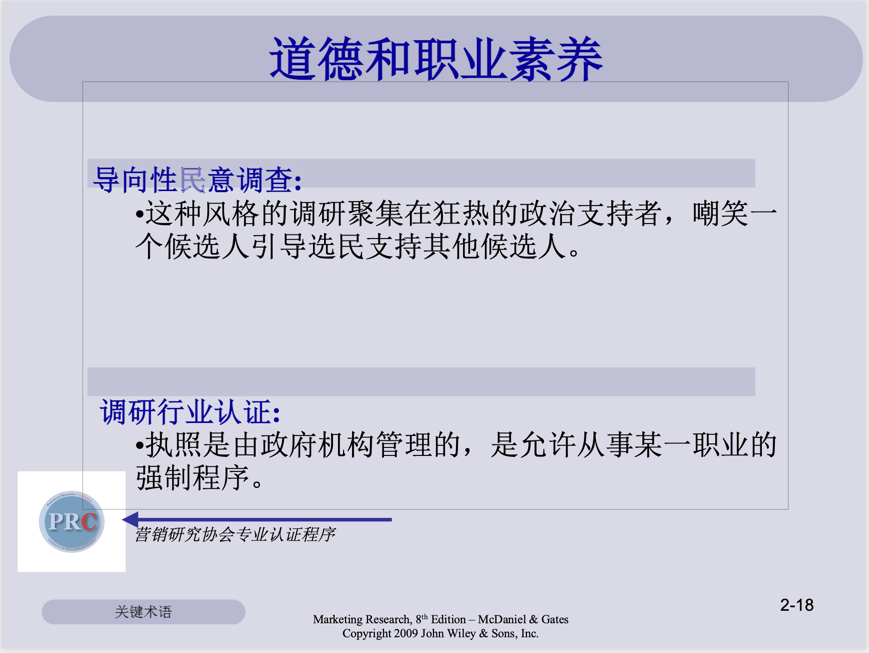 道德和职业素养
导向性民意调查:
•这种风格的调研聚集在狂热的政治支持者，嘲笑一
个候选人引导选民支持其他候选人。
调研行业认证:
•执照是由政府机构管理的，是允许从事某一职业的
强制程序。
PRC
营销研究协会专业认证程序
关键术语
2-18
Marketing Research, 8th Edition – McDaniel & Gates
Copyright 2009 John Wiley & Sons, Inc.